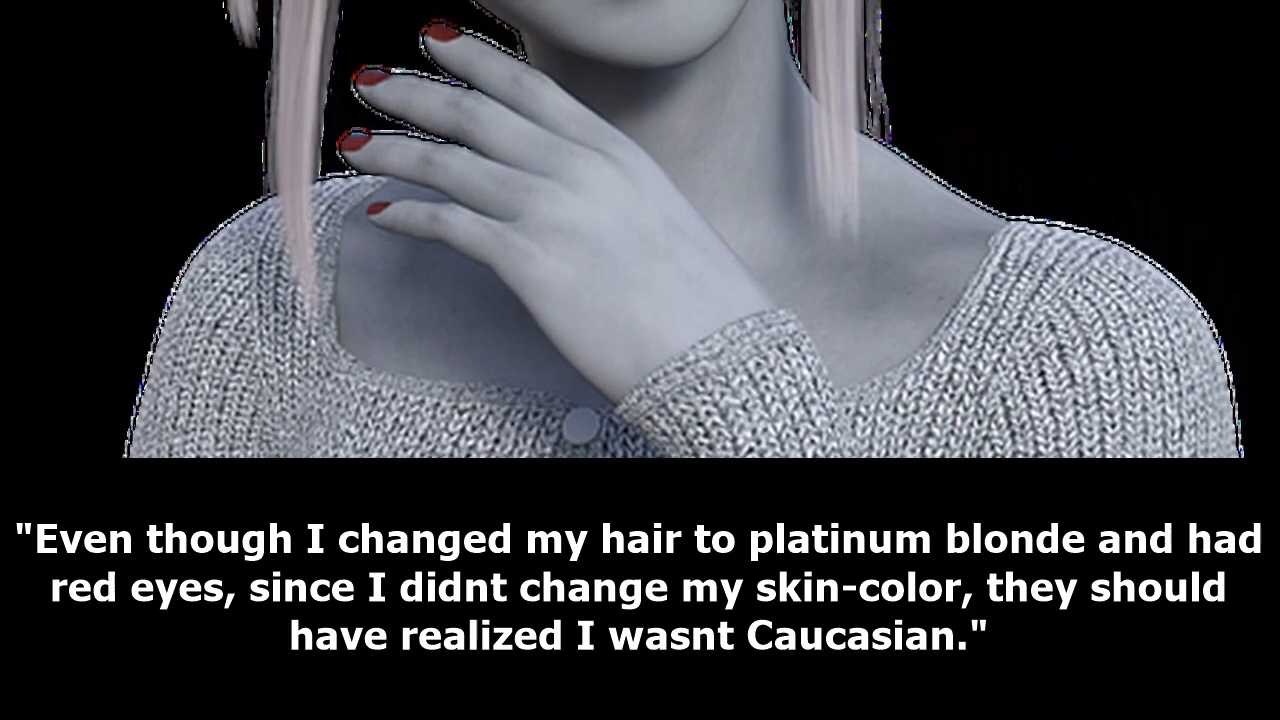 "Even though I changed my hair to platinum blonde and had
red eyes, since I didnt change my skin-color, they should
have realized I wasnt Caucasian."